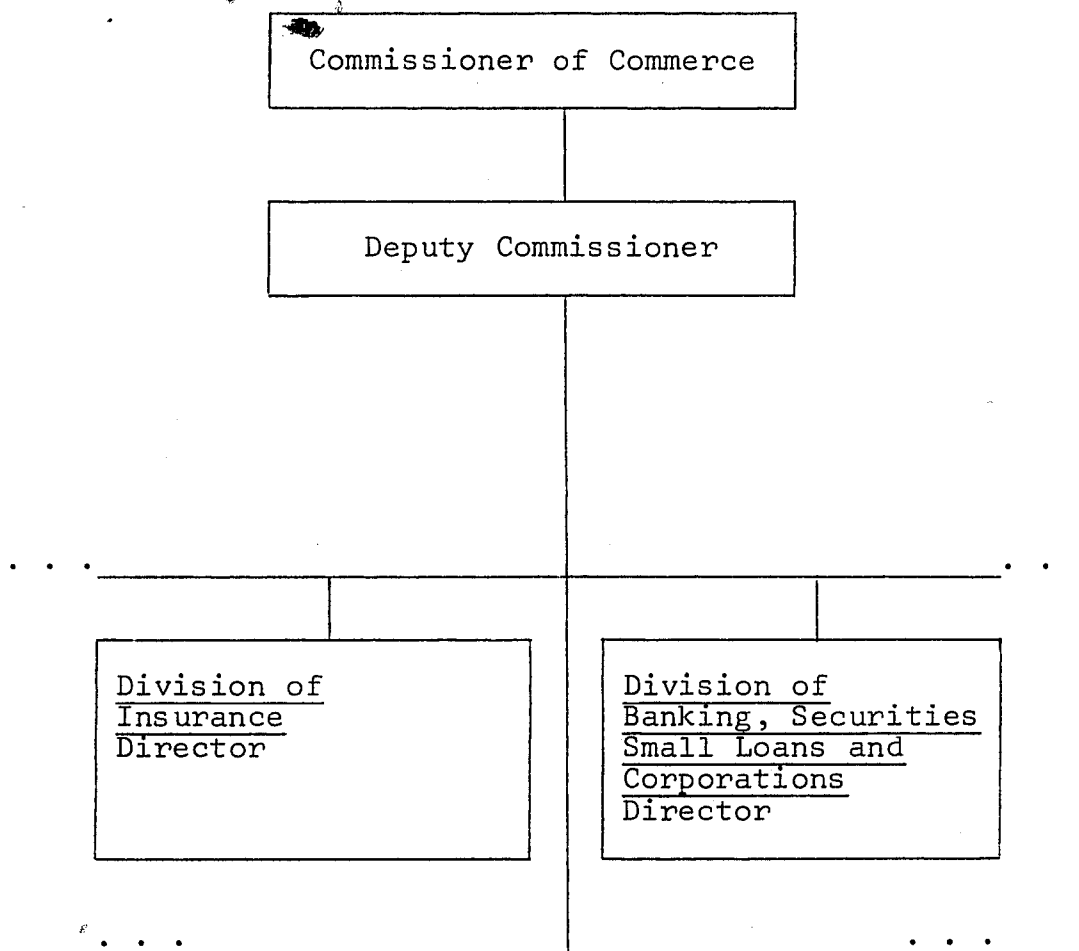 Commissioner of Commerce
Deputy Commissioner
. . .
. .
Division of
Insurance
Director
Division of
Banking, Securities
Small Loans and
Corporations
Director
. . .
. . .